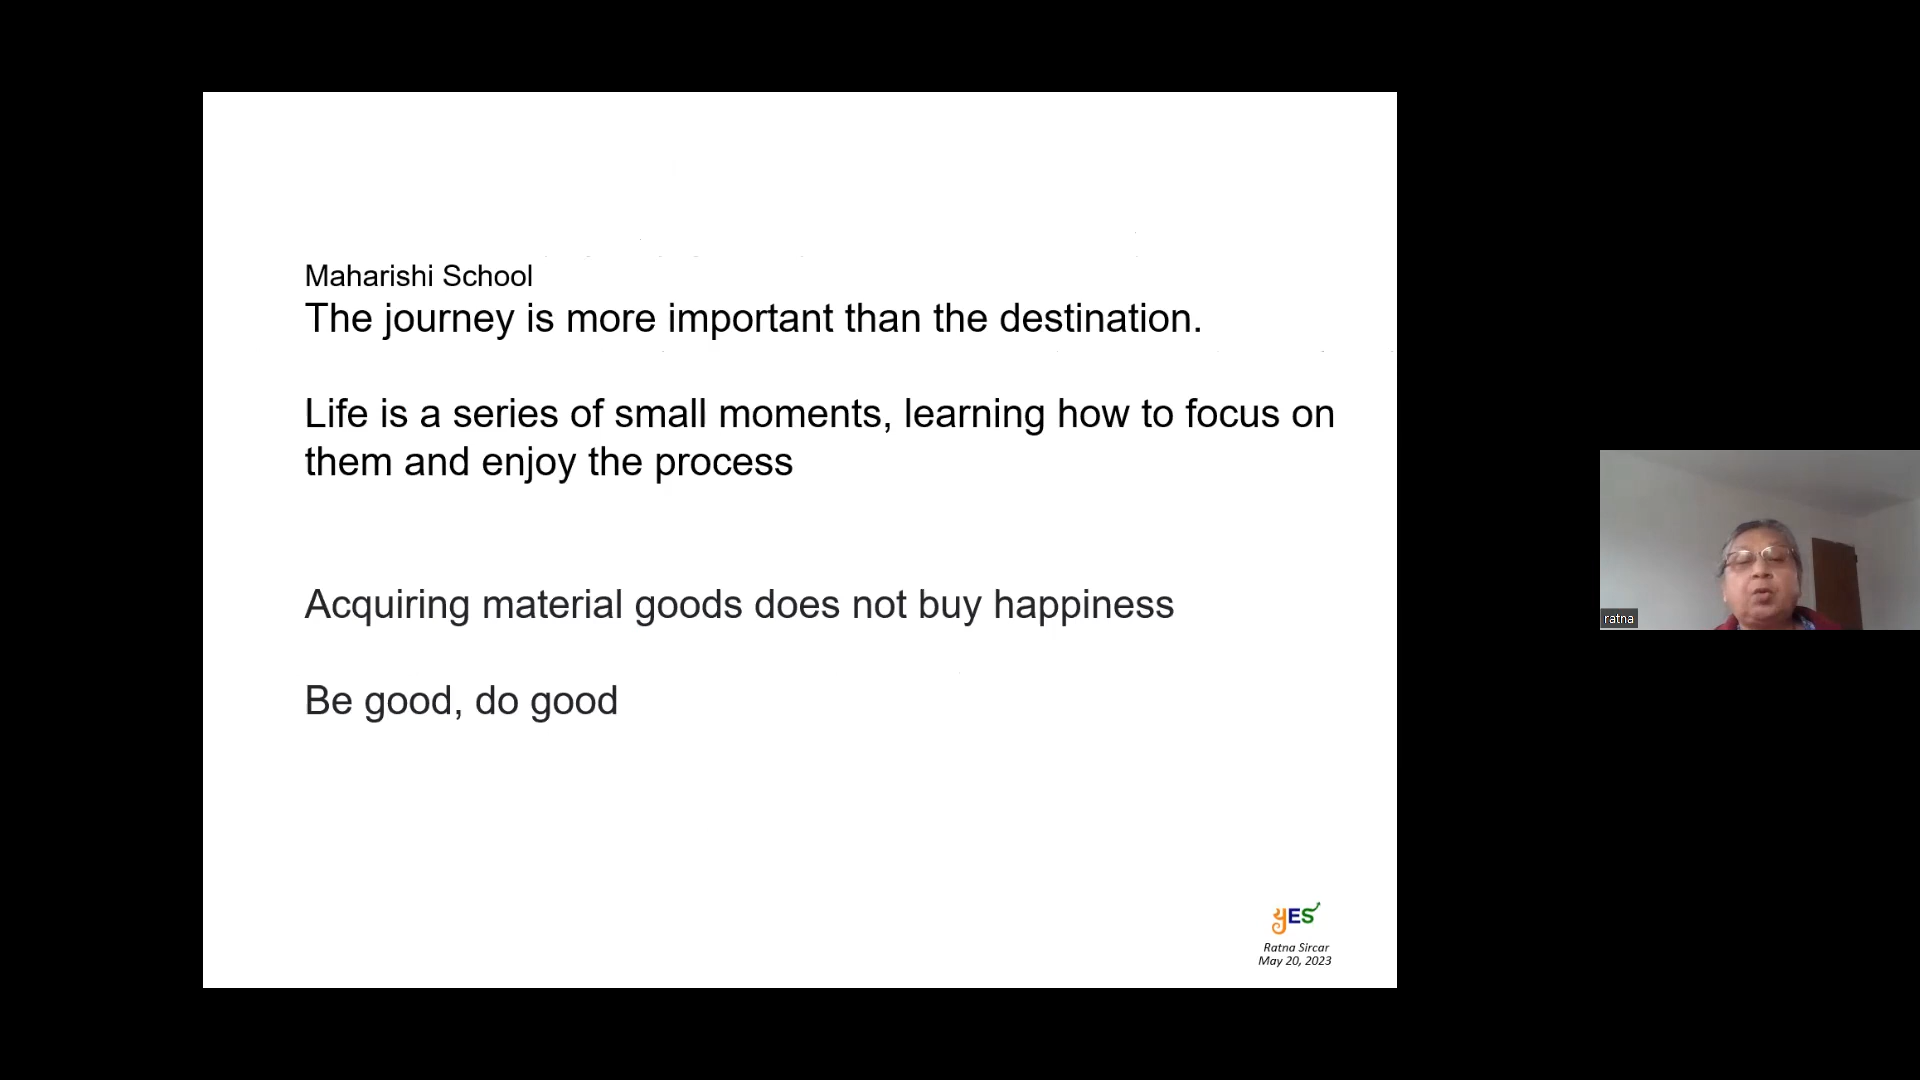 Maharishi School
The journey is more important than the destination.
Life is a series of small moments, learning how to focus on
them and enjoy the process
Acquiring material goods does not buy happiness
Be good, do good
yES
Ratna Sircar
May 20, 2023
ratna